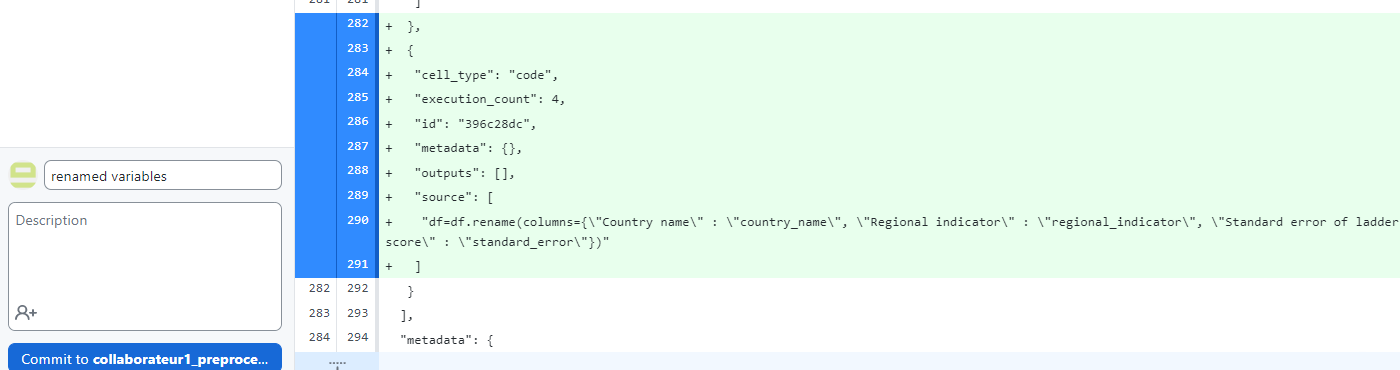 281 281 ]
282 + },
283 + {
284 + "cell_type": "code",
285 + "execution_count": 4,
286 + "id": "396c28dc",
287 + "metadata": {},
288 + "outputs": [],
289 + "source": [
290 + "df=df.rename(columns={\"Country name\" : \"country_name\", \"Regional indicator\" : \"regional_indicator\", \"Standard error of ladder
score\" : \"standard_error\"})"
291 + ]
282 292 }
283 293 ],
284 294 "metadata": {
renamed variables
Description
Commit to collaborateur1_preproce...